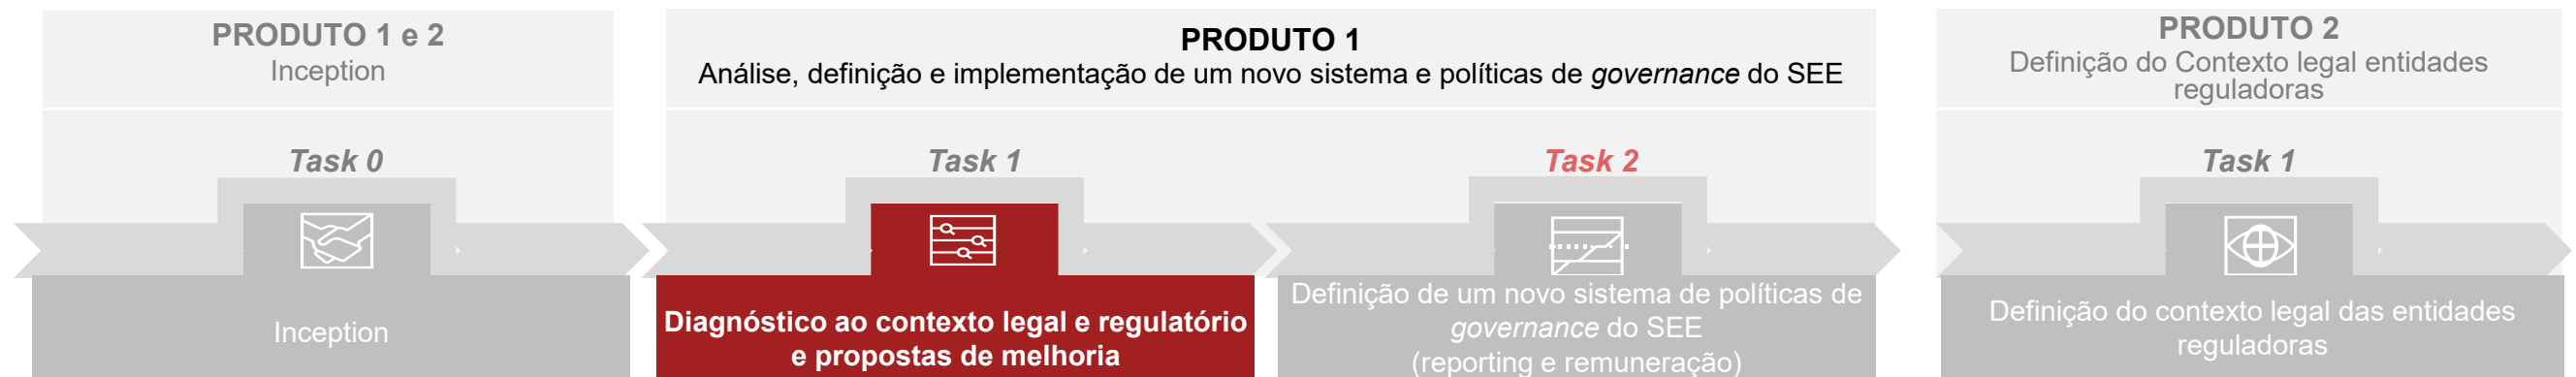 PRODUTO 1 e 2
Inception
PRODUTO 1
Análise, definição e implementação de um novo sistema e políticas de governance do SEE
PRODUTO 2
Definição do Contexto legal entidades
reguladoras
Task 0
Task 1
Task 2
Task 1
Inception
Diagnóstico ao contexto legal e regulatório
e propostas de melhoria
Definição de um novo sistema de políticas de
governance do SEE
(reporting e remuneração)
Definição do contexto legal das entidades
reguladoras